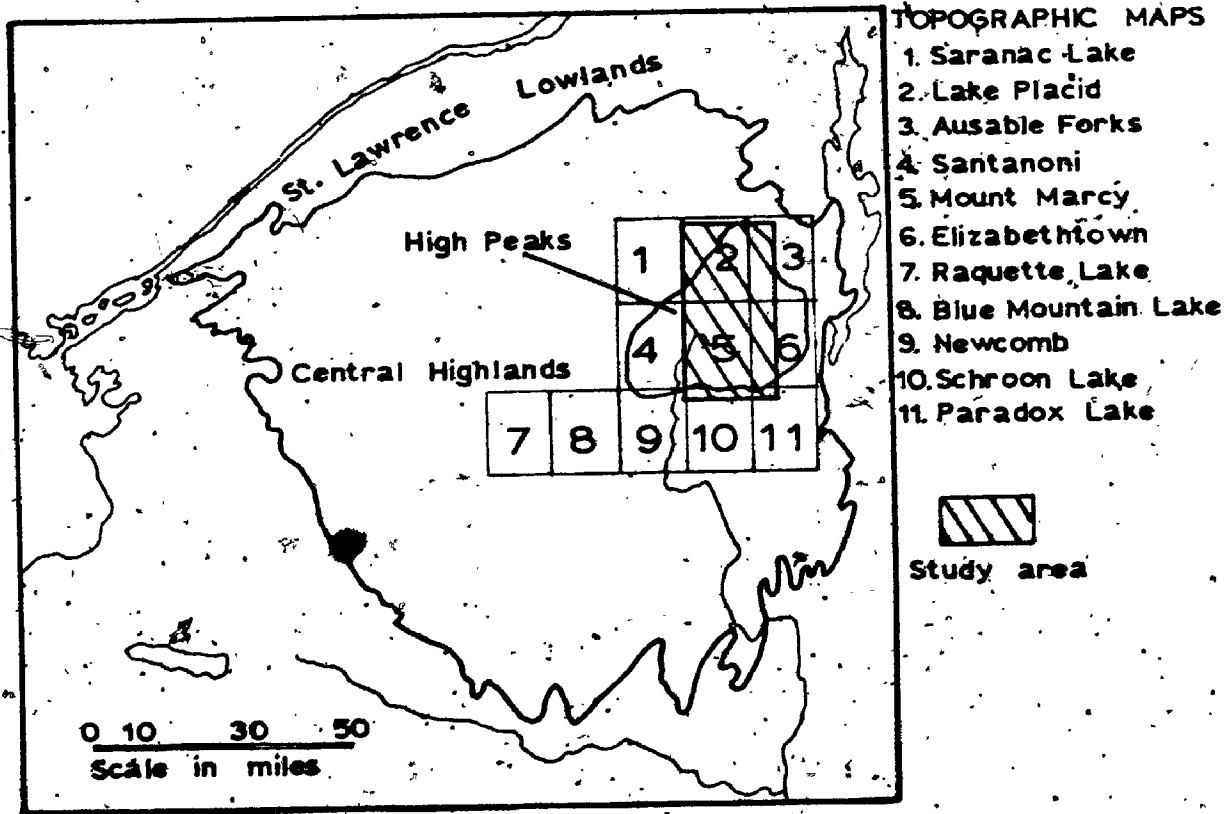 TOPOGRAPHIC MAPS
1. Saranac Lake
2. Lake Placid
3. Ausable Forks
4. Santanoni
5. Mount Marcy
6. Elizabethtown
7. Raquette Lake
8. Blue Mountain Lake
9. Newcomb
10. Schroon Lake
11. Paradox Lake
Study area
St. Lawrence Lowlands
High Peaks
Central Highlands
1 2 3
4 5 6
7 8 9 10 11
0 10 30 50
Scale in miles